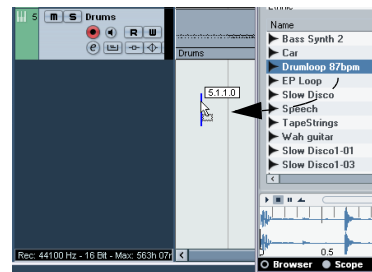 5 M S Drums
R W
e
Drums
5.1.1.0
Rec: 44100 Hz - 16 Bit - Max: 563h 07r
Name
Bass Synth 2
Car
Drumloop 87bpm
EP Loop
Slow Disco
Speech
TapeStrings
Wah guitar
Slow Disco1-01
Slow Disco1-03
0.5
Browser Scope